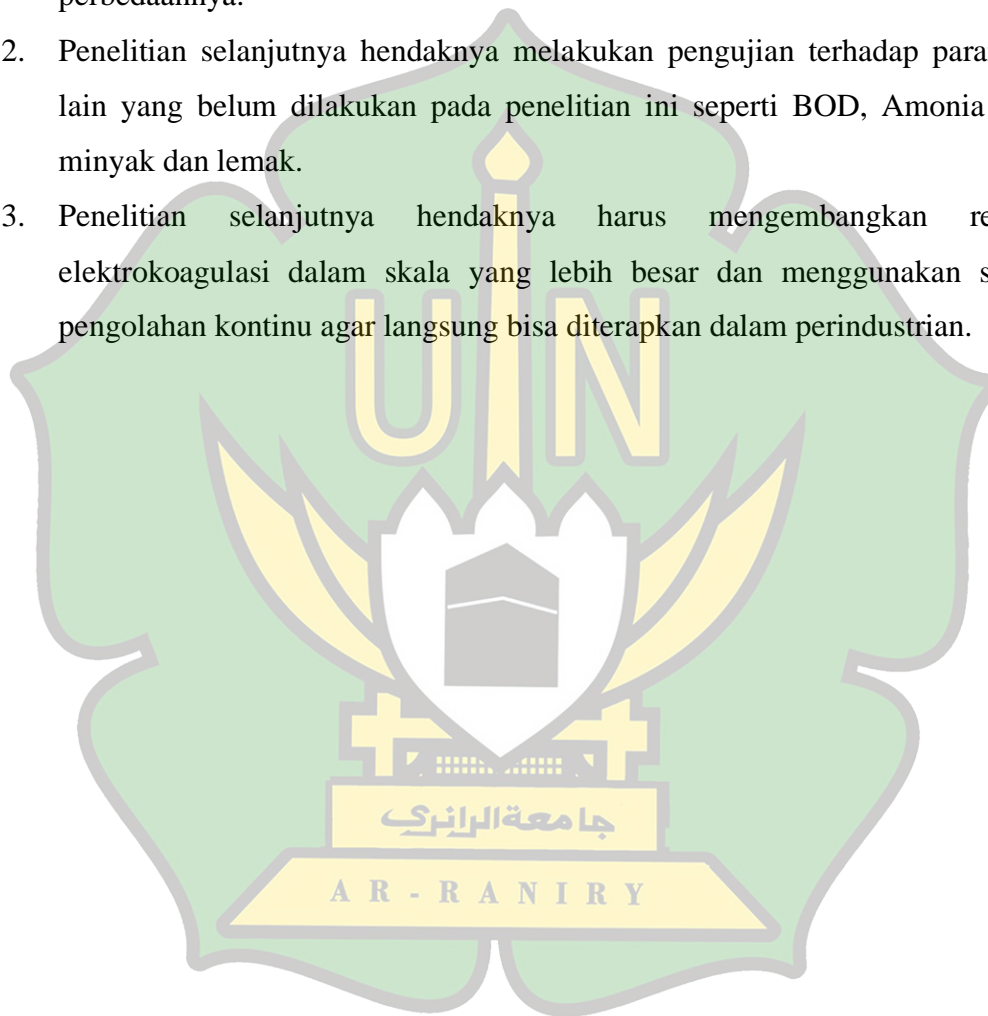 perbedaannya.
2. Penelitian selanjutnya hendaknya melakukan pengujian terhadap para
lain yang belum dilakukan pada penelitian ini seperti BOD, Amonia
minyak dan lemak.
3. Penelitian selanjutnya hendaknya harus mengembangkan re
elektrokoagulasi dalam skala yang lebih besar dan menggunakan s
pengolahan kontinu agar langsung bisa diterapkan dalam perindustrian.
UIN
جامعة الرانري
AR-RANIRY